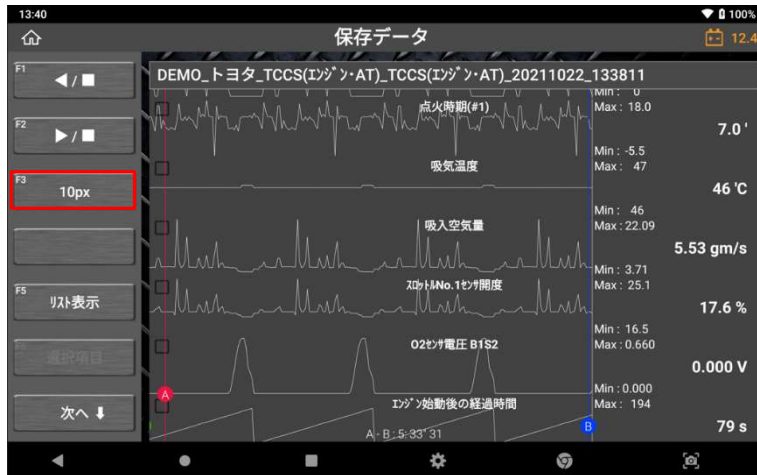 13:40
100%
保存データ
12.4
F1
◀/■
F2
▶/■
F3
10px
F5
リスト表示
選択項目
次へ⬇
DEMO_トヨタ_TCCS(ｴﾝｼﾞﾝ・AT)_TCCS(ｴﾝｼﾞﾝ・AT)_20211022_133811
Min: 0
点火時期(#1)
Max: 18.0
7.0 '
Min: -5.5
吸気温度
Max: 47
46 'C
Min: 46
吸入空気量
Max: 22.09
5.53 gm/s
Min: 3.71
ｽﾛｯﾄﾙNo.1ｾﾝｻ開度
Max: 25.1
17.6 %
Min: 16.5
O2ｾﾝｻ電圧 B1S2
Max: 0.660
0.000 V
Min: 0.000
ｴﾝｼﾞﾝ始動後の経過時間
Max: 194
79 s
A
B
A - B : 5:33" 31